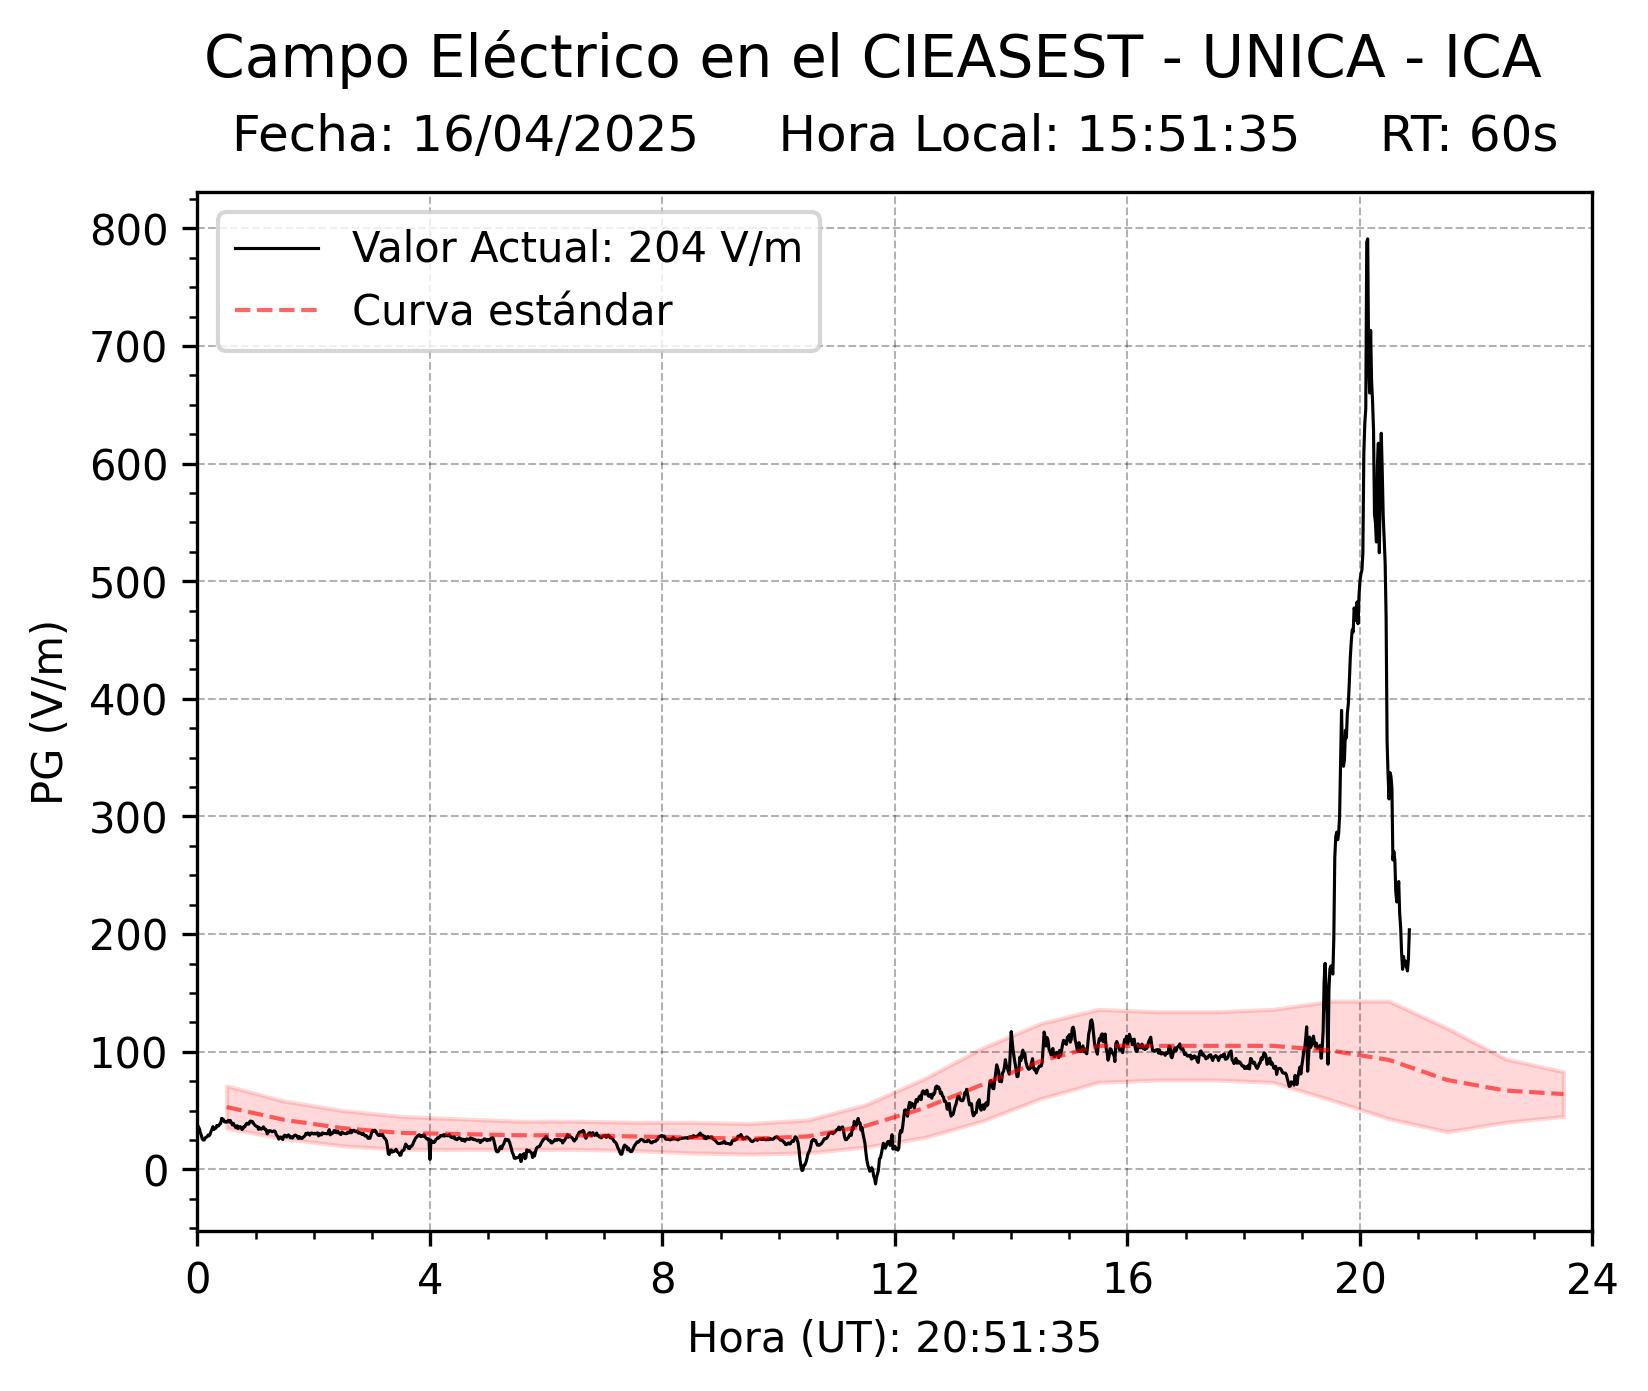 Campo Eléctrico en el CIEASEST - UNICA - ICA
Fecha: 16/04/2025 Hora Local: 15:51:35 RT: 60s
Valor Actual: 204 V/m
Curva estándar
PG (V/m)
800
700
600
500
400
300
200
100
0
0 4 8 12 16 20 24
Hora (UT): 20:51:35